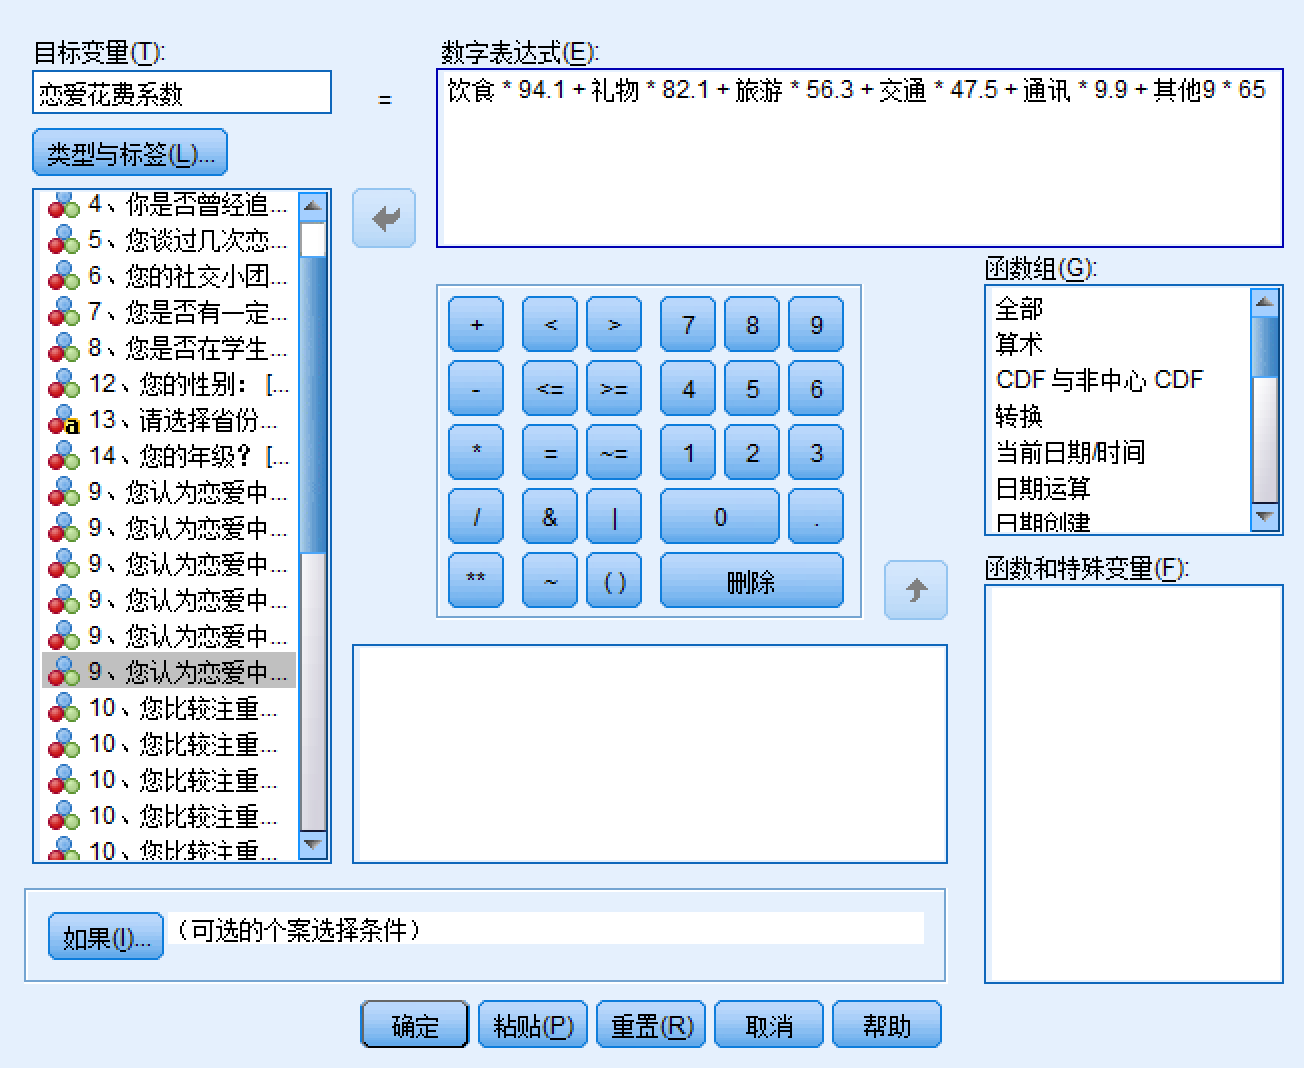 目标变量(T):
恋爱花费系数
类型与标签(L)...
=
数字表达式(E):
饮食 * 94.1 + 礼物 * 82.1 + 旅游 * 56.3 + 交通 * 47.5 + 通讯 * 9.9 + 其他9 * 65
4、你是否曾经追...
5、您谈过几次恋...
6、您的社交小团...
7、您是否有一定...
8、您是否在学生...
12、您的性别： [...
13、请选择省份...
14、您的年级？ [...
9、您认为恋爱中...
9、您认为恋爱中...
9、您认为恋爱中...
9、您认为恋爱中...
9、您认为恋爱中...
9、您认为恋爱中...
10、您比较注重...
10、您比较注重...
10、您比较注重...
10、您比较注重...
10、您比较注重...
+ < > 7 8 9
- <= >= 4 5 6
* = ~= 1 2 3
/ & | 0 .
** ~ ( ) 删除
函数组(G):
全部
算术
CDF 与非中心 CDF
转换
当前日期/时间
日期运算
日期创建
函数和特殊变量(F):
如果(I)... （可选的个案选择条件）
确定 粘贴(P) 重置(R) 取消 帮助